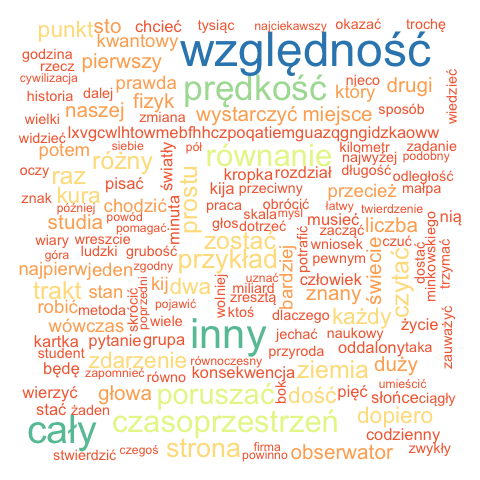 punkt sto chcieć tysiąc najciekawszy okazać trochę
kwantowy względność
godzina pierwszy
rzecz prędkość nieco wiedzieć
cywilizacja prawda który drugi
historia dalej fizyk
naszej zmiana wystarczyć miejsce sposób
wielki lxvgcwlhtowmebfhhczpoqatiemguazqgngidzkaoww
widzieć siebie pół kilometr zadanie
potem różny światły równanie najwyżej podobny
oczy raz kropka rozdział długość odległość
znak kura pisać prostu kija przeciwny przecież małpa
później chodzić minuta praca obrócić łatwy twierdzenie
studia powód pomagać głos skala myśl musieć liczba nią
wiary wreszcie dotrzeć zacząć czuć
góra ludzki grubość zostać wniosek dostać minkowskiego trzymać
najpierw jeden zgodny przykład bardziej potrafić pewnym świecie czytać
trakt stan kij dwa wolniej uznać człowiek
robić metoda skrócić poprzedni pojawić miliard znany
wówczas wiele ktoś zresztą dlaczego każdy życie zauważyć
kartka pytanie grupa inny jechać naukowy
student zdarzenie równoczesny przyroda oddalony taka
będę zapomnieć równo konsekwencja ziemia duży
wierzyć głowa poruszać bok pięć umieścić
stać żaden dość słońce ciągły
cały czasoprzestrzeń dopiero
stwierdzić czegoś strona firma powinno obserwator codzienny zwykły